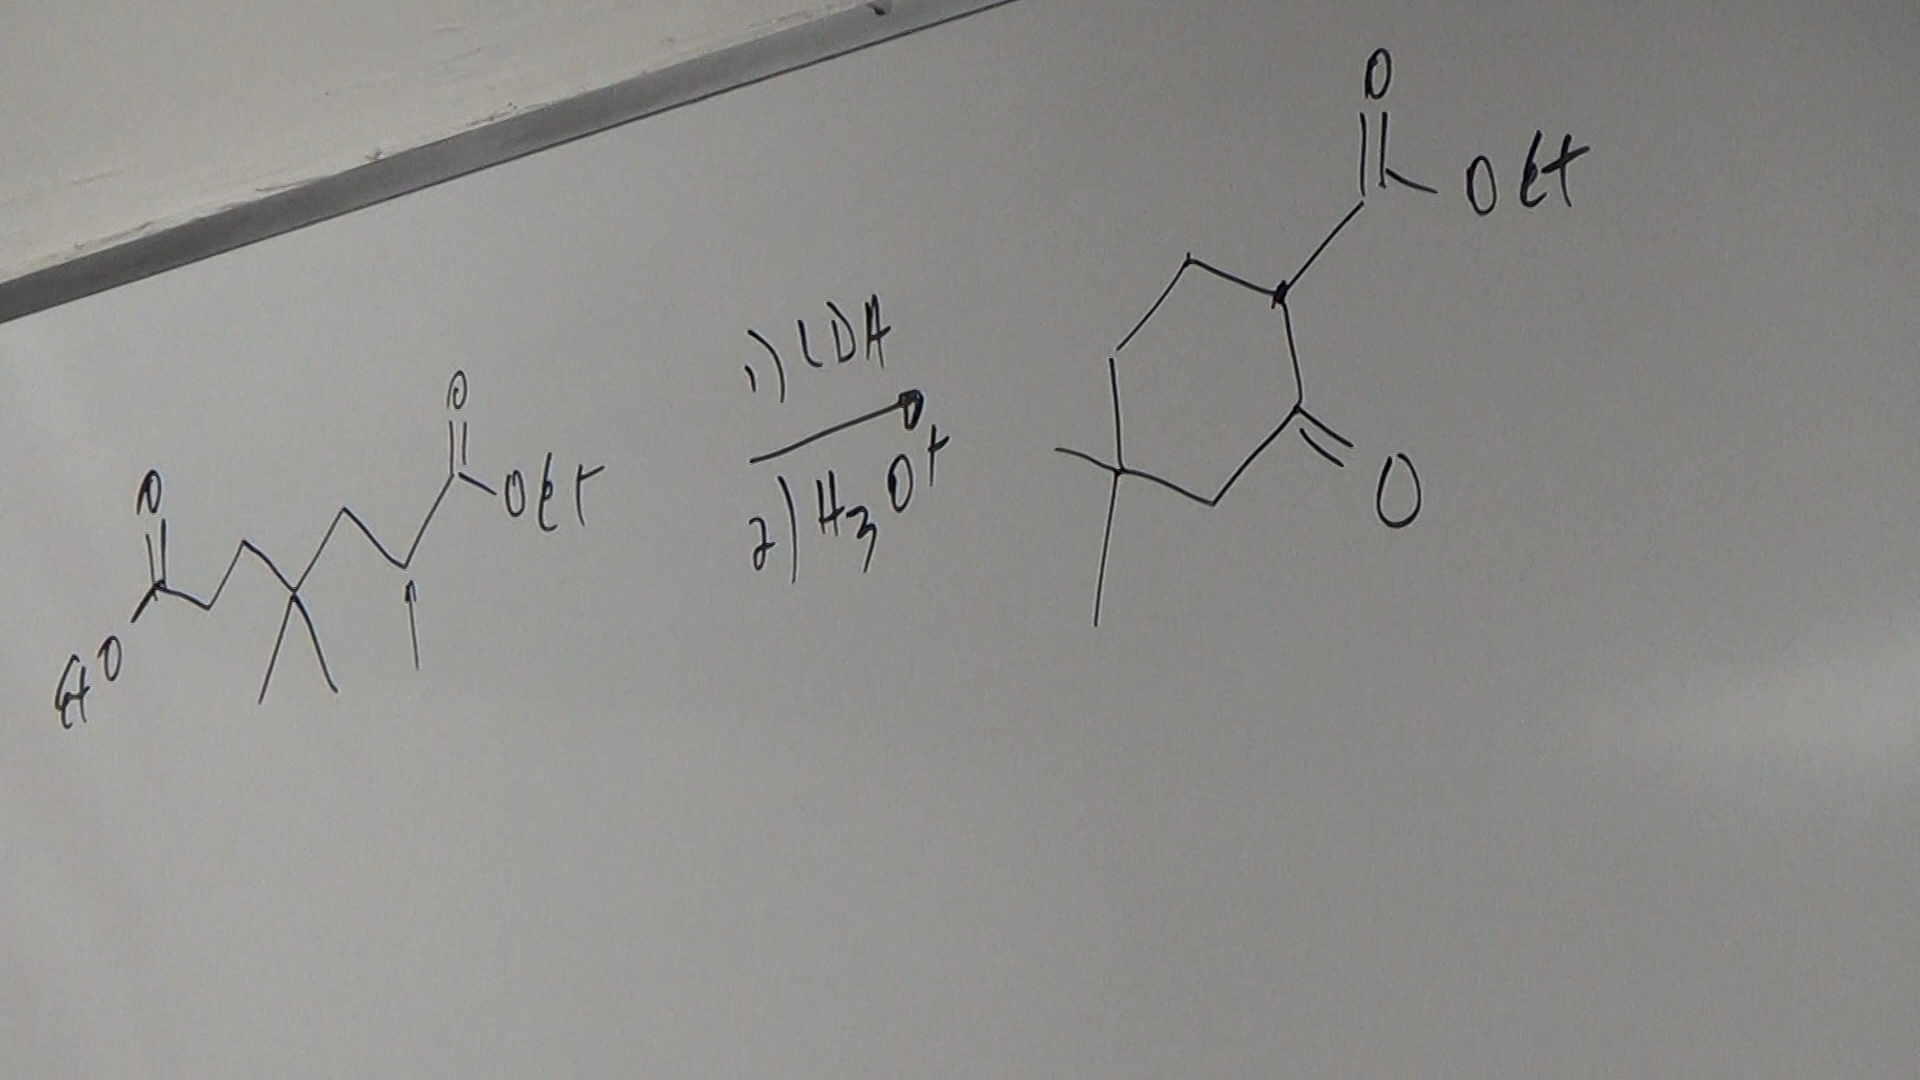 O
OEt
O
EtO
1) LDA
2) H3O+
O
OEt
O